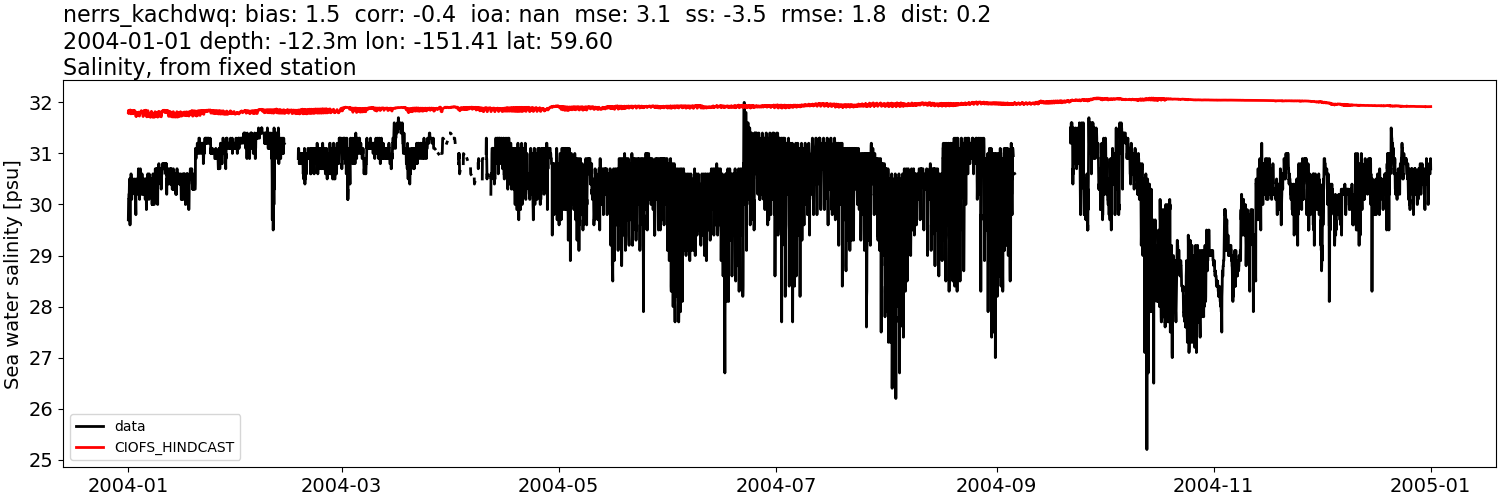 nerrs_kachdwq: bias: 1.5  corr: -0.4  ioa: nan  mse: 3.1  ss: -3.5  rmse: 1.8  dist: 0.2
2004-01-01 depth: -12.3m lon: -151.41 lat: 59.60
Salinity, from fixed station
Sea water salinity [psu]
32
31
30
29
28
27
26
25
data
CIOFS_HINDCAST
2004-01
2004-03
2004-05
2004-07
2004-09
2004-11
2005-01